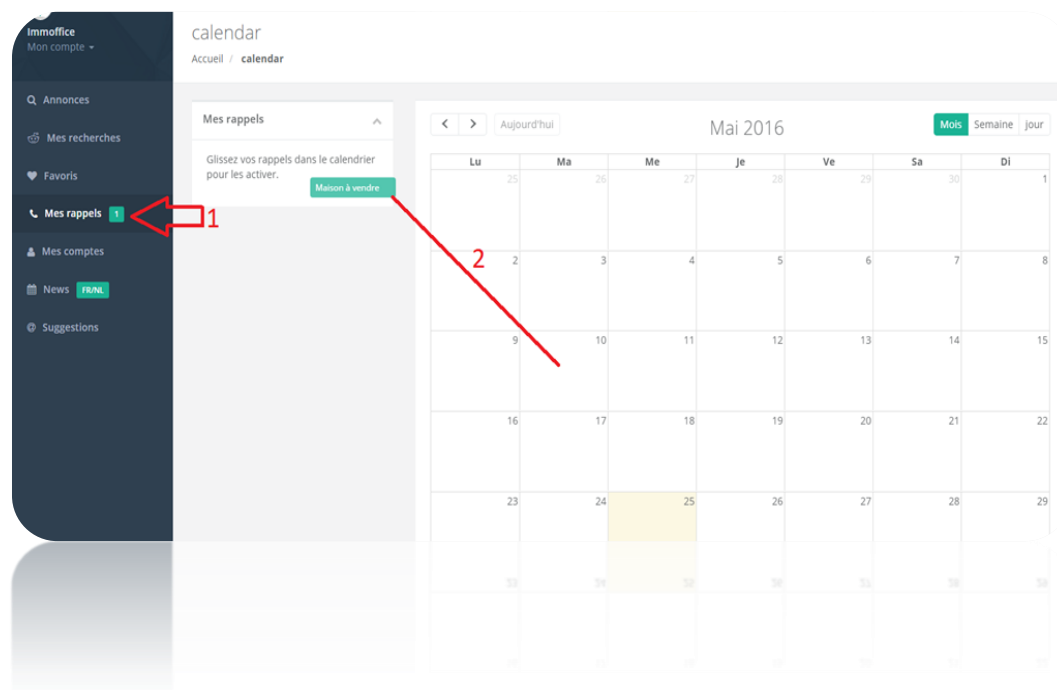 Immoffice
Mon compte
Annonces
Mes recherches
Favoris
Mes rappels 1
Mes comptes
News FR/NL
Suggestions
1
calendar
Accueil / calendar
Mes rappels
Glissez vos rappels dans le calendrier
pour les activer.
Maison à vendre
2
Aujourd'hui
Mai 2016
Mois Semaine jour
Lu Ma Me Je Ve Sa Di
25 26 27 28 29 30 1
2 3 4 5 6 7 8
9 10 11 12 13 14 15
16 17 18 19 20 21 22
23 24 25 26 27 28 29